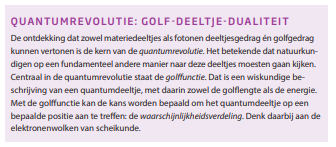 QUANTUMREVOLUTIE: GOLF-DEELTJE-DUALITEIT
De ontdekking dat zowel materiedeeltjes als fotonen deeltjesgedrag én golfgedrag
kunnen vertonen is de kern van de quantumrevolutie. Het betekende dat natuurkun-
digen op een fundamenteel andere manier naar deze deeltjes moesten gaan kijken.
Centraal in de quantumrevolutie staat de golffunctie. Dat is een wiskundige be-
schrijving van een quantumdeeltje, met daarin zowel de golflengte als de energie.
Met de golffunctie kan de kans worden bepaald om het quantumdeeltje op een
bepaalde positie aan te treffen: de waarschijnlijkheidsverdeling. Denk daarbij aan de
elektronenwolken van scheikunde.